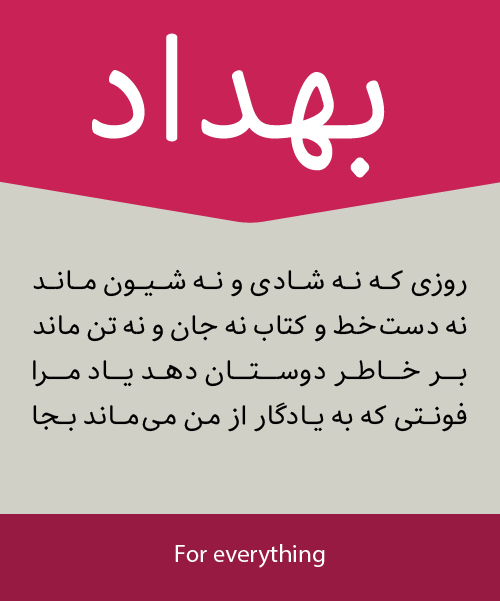 بهداد
روزی که نه شادی و نه شیون ماند
نه دست‌خط و کتاب نه جان و نه تن ماند
بر خاطر دوستان دهد یاد مرا
فونتی که به یادگار از من می‌ماند بجا
For everything